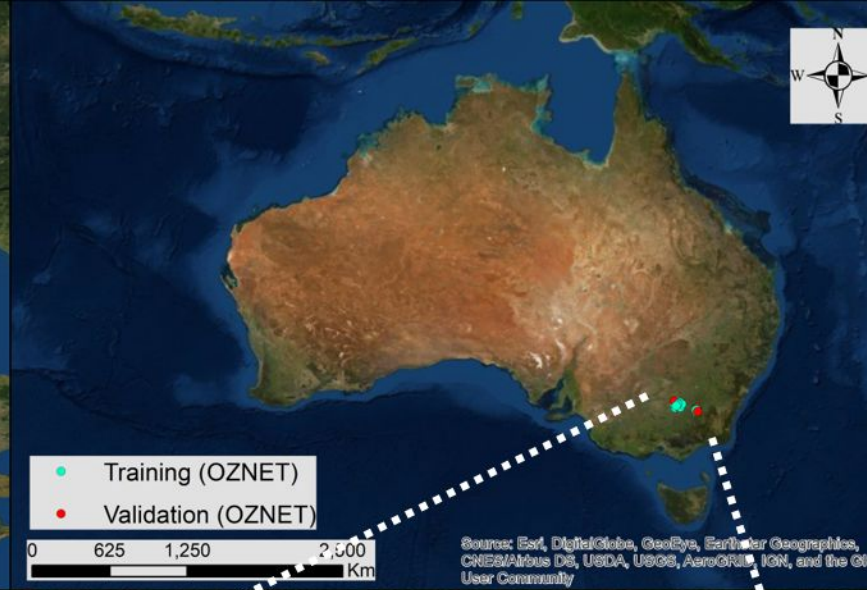 N
W
S
Training (OZNET)
Validation (OZNET)
0 625 1,250 2,500
Km
Source: Esri, DigitalGlobe, GeoEye, Earthstar Geographics,
CNES/Airbus DS, USDA, USGS, AeroGRID, IGN, and the
User Community